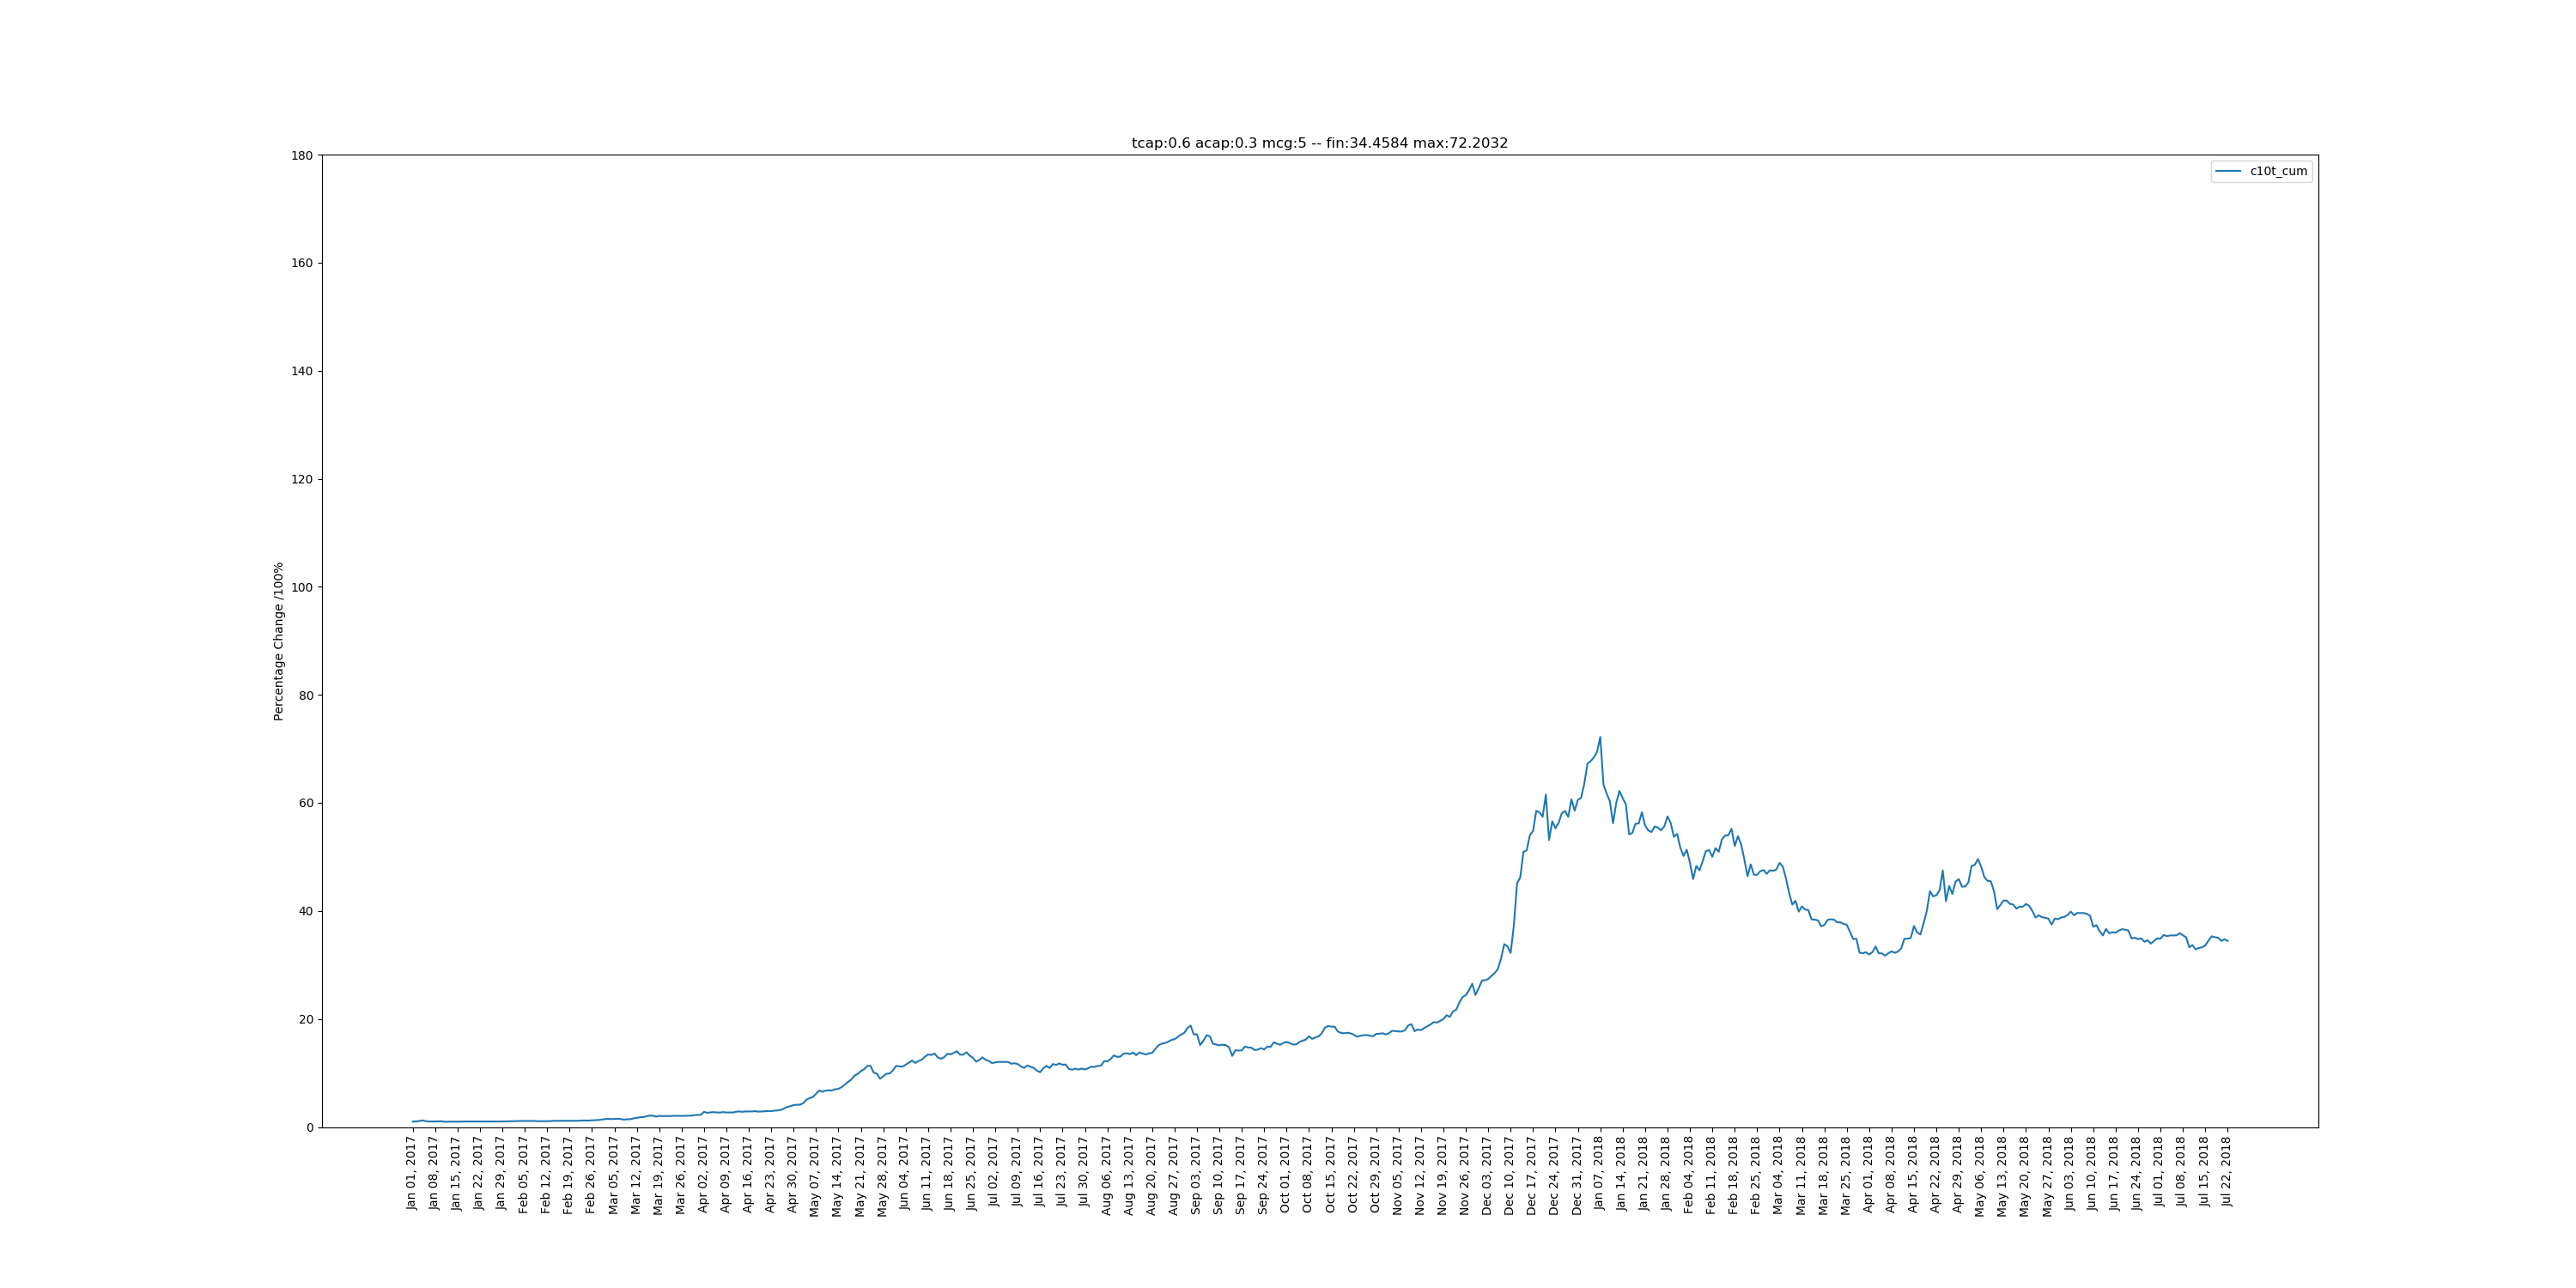 tcap:0.6 acap:0.3 mcg:5 -- fin:34.4584 max:72.2032
c10t_cum
Percentage Change /100%
180
160
140
120
100
80
60
40
20
0
Jan 01, 2017
Jan 08, 2017
Jan 15, 2017
Jan 22, 2017
Jan 29, 2017
Feb 05, 2017
Feb 12, 2017
Feb 19, 2017
Feb 26, 2017
Mar 05, 2017
Mar 12, 2017
Mar 19, 2017
Mar 26, 2017
Apr 02, 2017
Apr 09, 2017
Apr 16, 2017
Apr 23, 2017
Apr 30, 2017
May 07, 2017
May 14, 2017
May 21, 2017
May 28, 2017
Jun 04, 2017
Jun 11, 2017
Jun 18, 2017
Jun 25, 2017
Jul 02, 2017
Jul 09, 2017
Jul 16, 2017
Jul 23, 2017
Jul 30, 2017
Aug 06, 2017
Aug 13, 2017
Aug 20, 2017
Aug 27, 2017
Sep 03, 2017
Sep 10, 2017
Sep 17, 2017
Sep 24, 2017
Oct 01, 2017
Oct 08, 2017
Oct 15, 2017
Oct 22, 2017
Oct 29, 2017
Nov 05, 2017
Nov 12, 2017
Nov 19, 2017
Nov 26, 2017
Dec 03, 2017
Dec 10, 2017
Dec 17, 2017
Dec 24, 2017
Dec 31, 2017
Jan 07, 2018
Jan 14, 2018
Jan 21, 2018
Jan 28, 2018
Feb 04, 2018
Feb 11, 2018
Feb 18, 2018
Feb 25, 2018
Mar 04, 2018
Mar 11, 2018
Mar 18, 2018
Mar 25, 2018
Apr 01, 2018
Apr 08, 2018
Apr 15, 2018
Apr 22, 2018
Apr 29, 2018
May 06, 2018
May 13, 2018
May 20, 2018
May 27, 2018
Jun 03, 2018
Jun 10, 2018
Jun 17, 2018
Jun 24, 2018
Jul 01, 2018
Jul 08, 2018
Jul 15, 2018
Jul 22, 2018